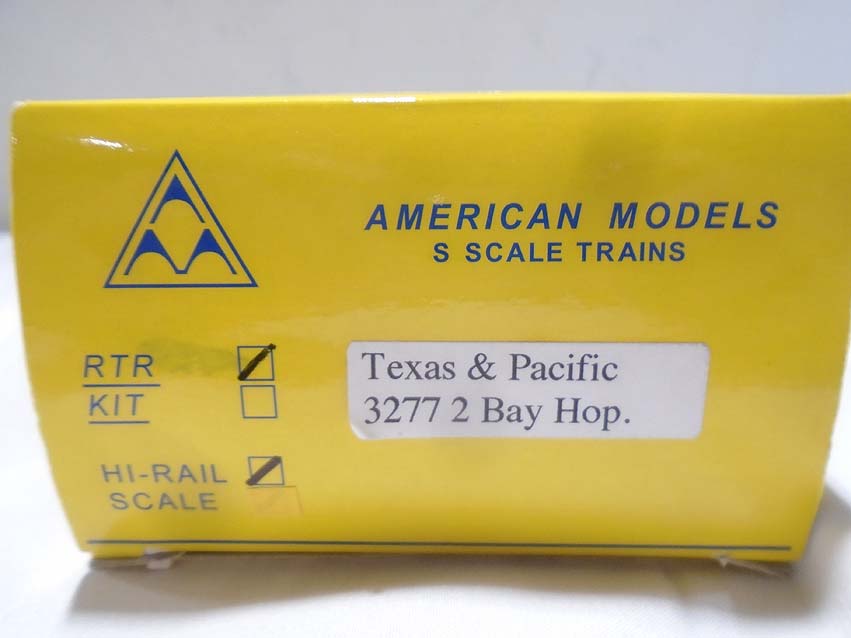 AMERICAN MODELS
S SCALE TRAINS
RTR
KIT
Texas & Pacific
3277 2 Bay Hop.
HI-RAIL
SCALE